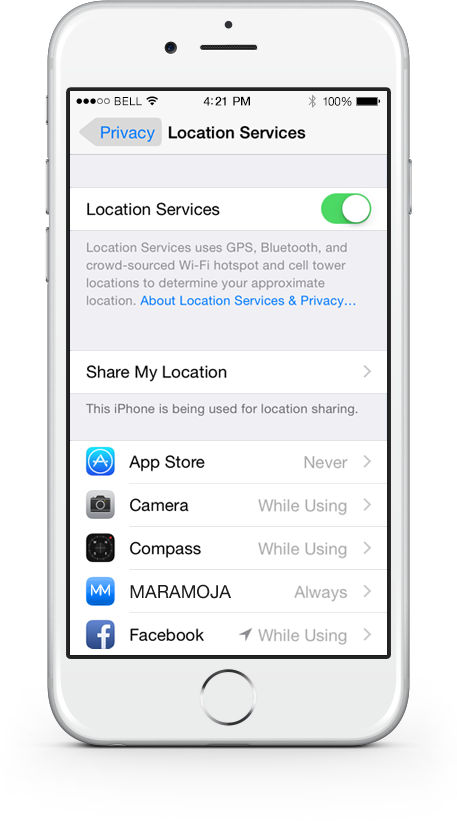 BELL 4:21 PM 100%
Privacy Location Services
Location Services
Location Services uses GPS, Bluetooth, and
crowd-sourced Wi-Fi hotspot and cell tower
locations to determine your approximate
location. About Location Services & Privacy...
Share My Location
This iPhone is being used for location sharing.
App Store Never
Camera While Using
Compass While Using
MM MARAMOJA Always
f Facebook While Using